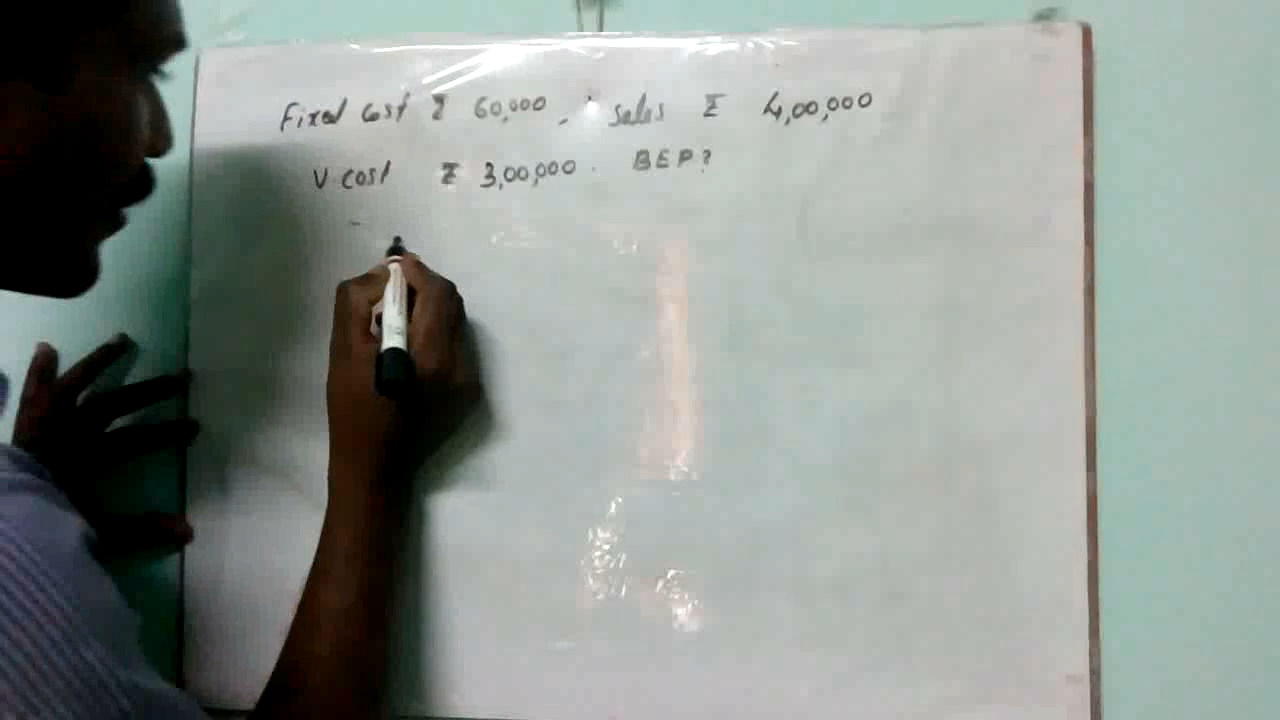 Fixed Cost ₹ 60,000, Sales ₹ 4,00,000
V. Cost ₹ 3,00,000. BEP?